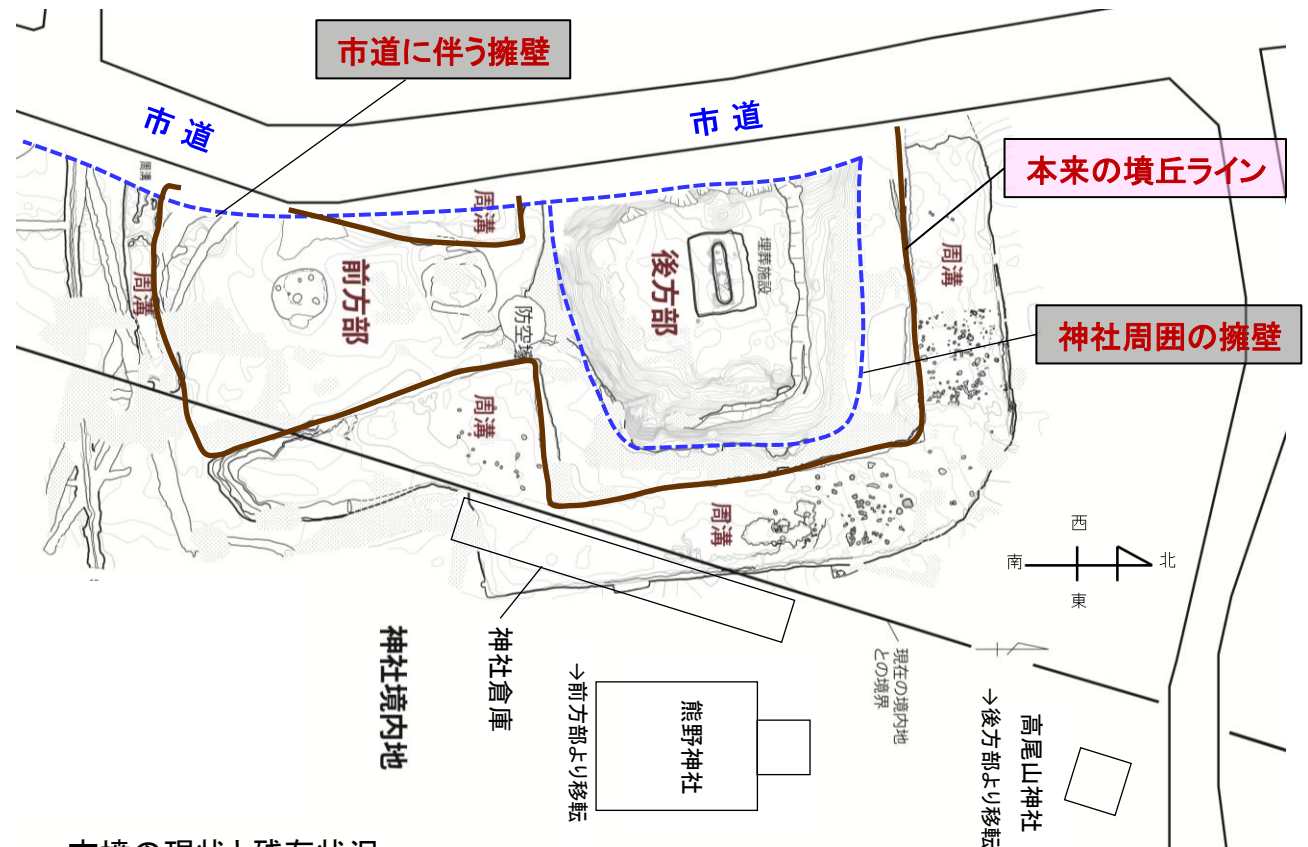 市道に伴う擁壁
市道
市道
本来の墳丘ライン
周溝
周溝
周溝
周溝
前方部
後方部
埋葬施設
防空壕
神社周囲の擁壁
周溝
周溝
西
南
北
東
神社境内地
神社倉庫
→前方部より移転
熊野神社
現在の境内地
との境界
高尾山神社
→後方部より移転